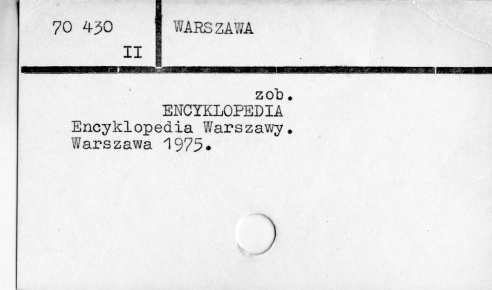 70 430 WARSZAWA
II
zob.
ENCYKLOPEDIA
Encyklopedia Warszawy.
Warszawa 1975.